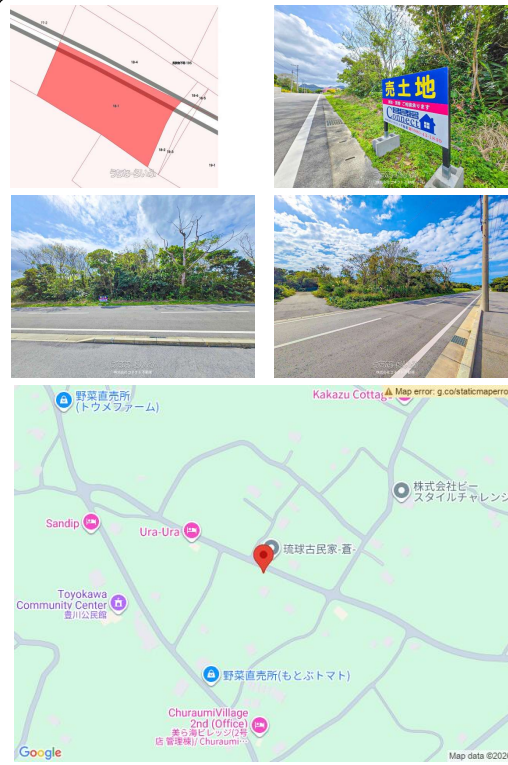 売土地
Connect
野菜直売所
(トウメファーム)
Kakazu Cottage
Map error: g.co/staticmaperro
株式会社ビー
スタイルチャレンジ
Sandip
Ura-Ura
琉球古民家-蒼-
Toyokawa
Community Center
豊川公民館
野菜直売所(もとぶトマト)
ChuraumiVillage
2nd (Office)
美ら海ビレッジ(2号
店 管理棟)/ Churaumi…
Google
Map data ©202